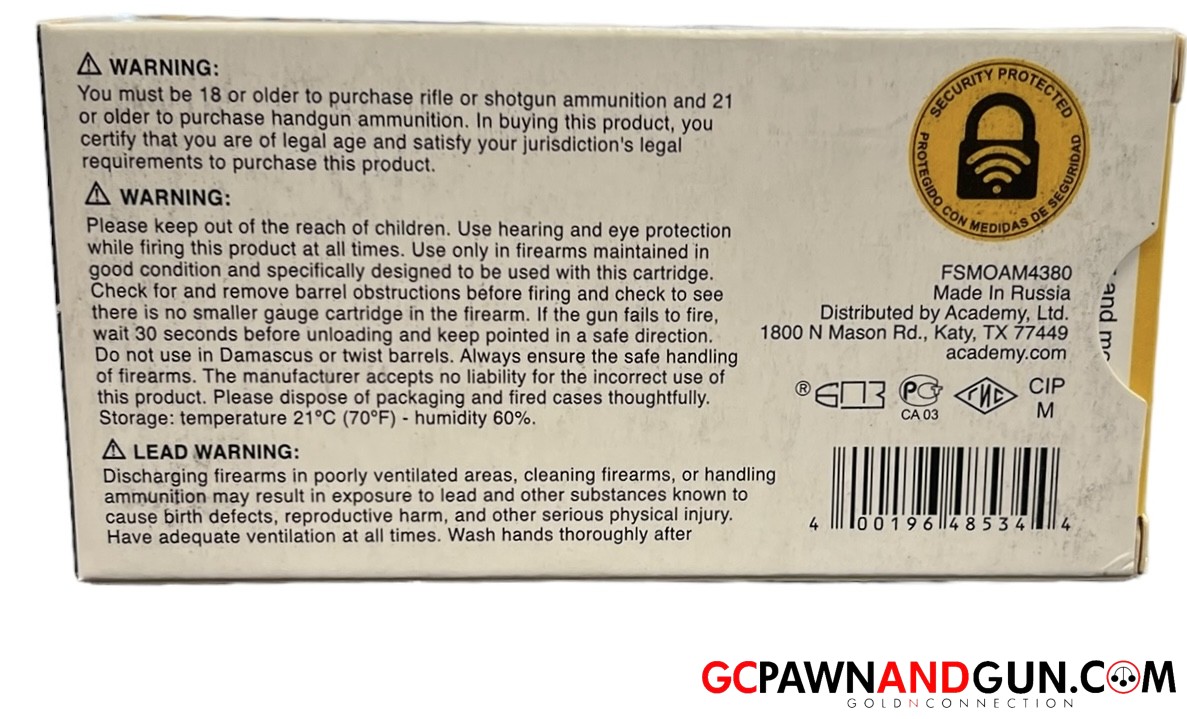 WARNING:
You must be 18 or older to purchase rifle or shotgun ammunition and 21
or older to purchase handgun ammunition. In buying this product, you
certify that you are of legal age and satisfy your jurisdiction's legal
requirements to purchase this product.
WARNING:
Please keep out of the reach of children. Use hearing and eye protection
while firing this product at all times. Use only in firearms maintained in
good condition and specifically designed to be used with this cartridge.
Check for and remove barrel obstructions before firing and check to see
there is no smaller gauge cartridge in the firearm. If the gun fails to fire,
wait 30 seconds before unloading and keep pointed in a safe direction.
Do not use in Damascus or twist barrels. Always ensure the safe handling
of firearms. The manufacturer accepts no liability for the incorrect use of
this product. Please dispose of packaging and fired cases thoughtfully.
Storage: temperature 21°C (70°F) - humidity 60%.
LEAD WARNING:
Discharging firearms in poorly ventilated areas, cleaning firearms, or handling
ammunition may result in exposure to lead and other substances known to
cause birth defects, reproductive harm, and other serious physical injury.
Have adequate ventilation at all times. Wash hands thoroughly after
SECURITY PROTECTED
PROTEGIDO CON MEDIDAS DE SEGURIDAD
FSMOAM4380
Made In Russia
Distributed by Academy, Ltd.
1800 N Mason Rd., Katy, TX 77449
academy.com
® БПЗ РСТ ГИС CIP
CA 03 M
4 00196 48534 4
and
GCPAWNANDGUN.COM
GOLDNCONNECTION